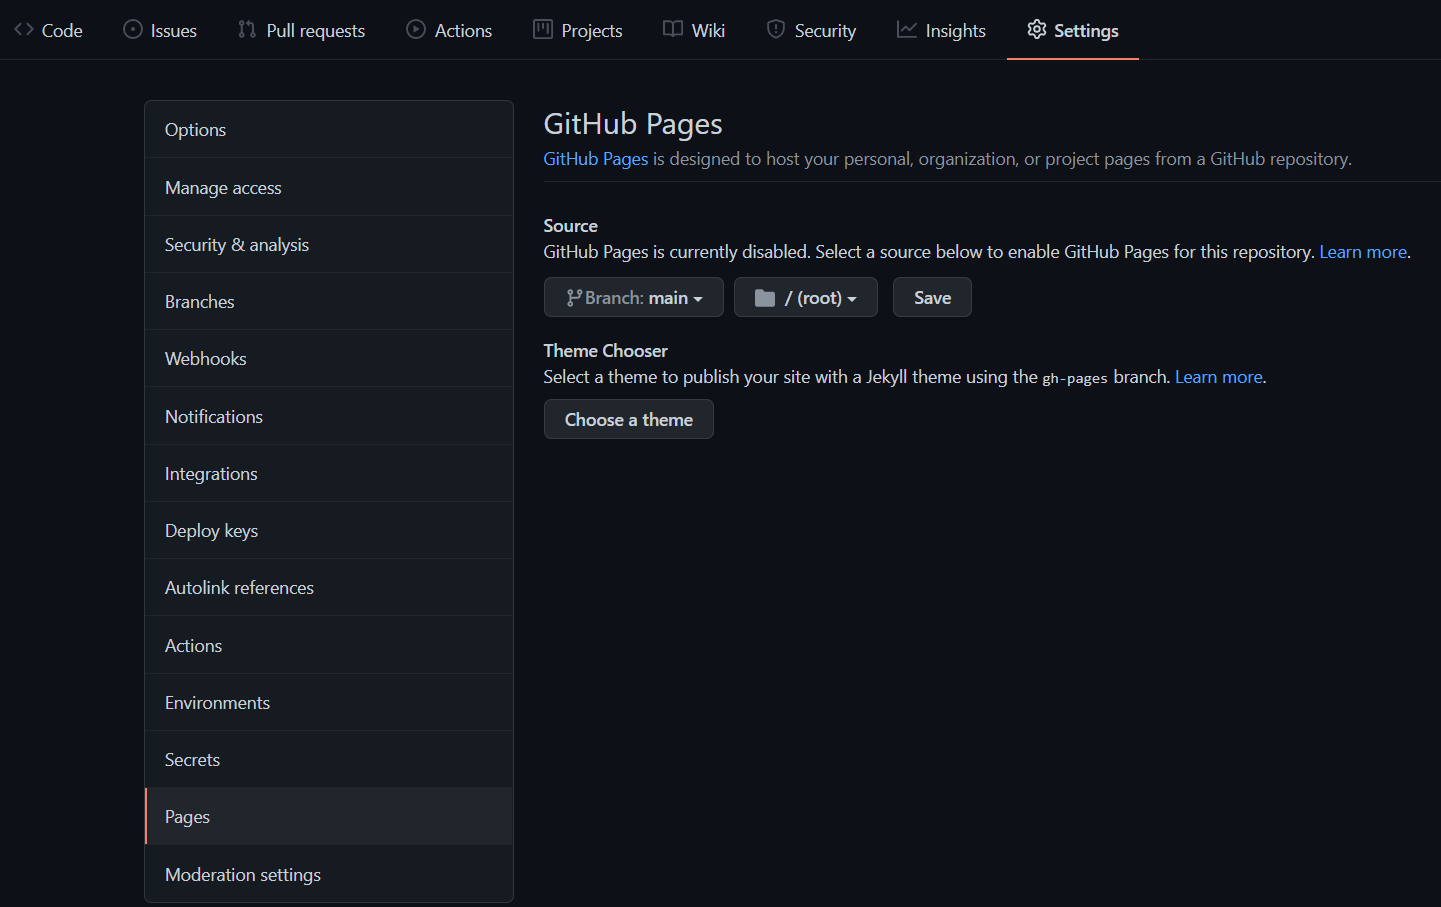 Code Issues Pull requests Actions Projects Wiki Security Insights Settings
Options
Manage access
Security & analysis
Branches
Webhooks
Notifications
Integrations
Deploy keys
Autolink references
Actions
Environments
Secrets
Pages
Moderation settings
GitHub Pages
GitHub Pages is designed to host your personal, organization, or project pages from a GitHub repository.
Source
GitHub Pages is currently disabled. Select a source below to enable GitHub Pages for this repository. Learn more.
Branch: main / (root) Save
Theme Chooser
Select a theme to publish your site with a Jekyll theme using the gh-pages branch. Learn more.
Choose a theme